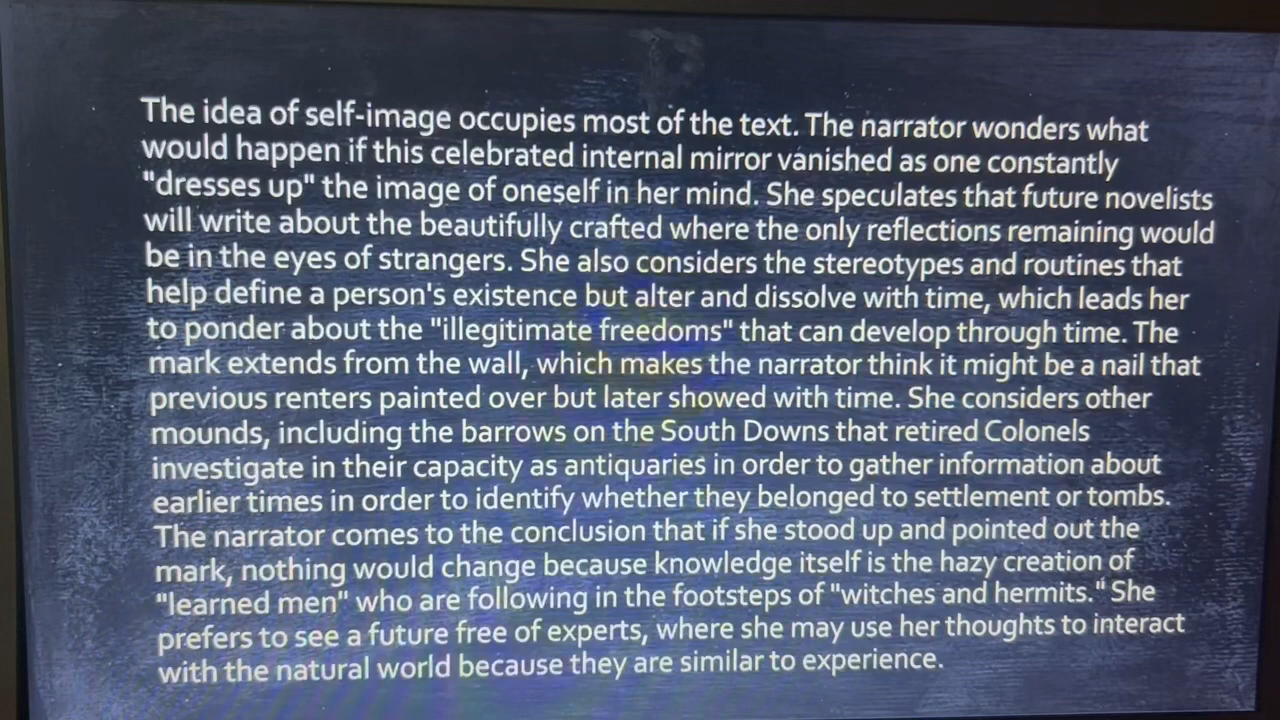 The idea of self-image occupies most of the text. The narrator wonders what
would happen if this celebrated internal mirror vanished as one constantly
"dresses up" the image of oneself in her mind. She speculates that future novelists
will write about the beautifully crafted where the only reflections remaining would
be in the eyes of strangers. She also considers the stereotypes and routines that
help define a person's existence but alter and dissolve with time, which leads her
to ponder about the "illegitimate freedoms" that can develop through time. The
mark extends from the wall, which makes the narrator think it might be a nail that
previous renters painted over but later showed with time. She considers other
mounds, including the barrows on the South Downs that retired Colonels
investigate in their capacity as antiquaries in order to gather information about
earlier times in order to identify whether they belonged to settlement or tombs.
The narrator comes to the conclusion that if she stood up and pointed out the
mark, nothing would change because knowledge itself is the hazy creation of
"learned men" who are following in the footsteps of "witches and hermits." She
prefers to see a future free of experts, where she may use her thoughts to interact
with the natural world because they are similar to experience.